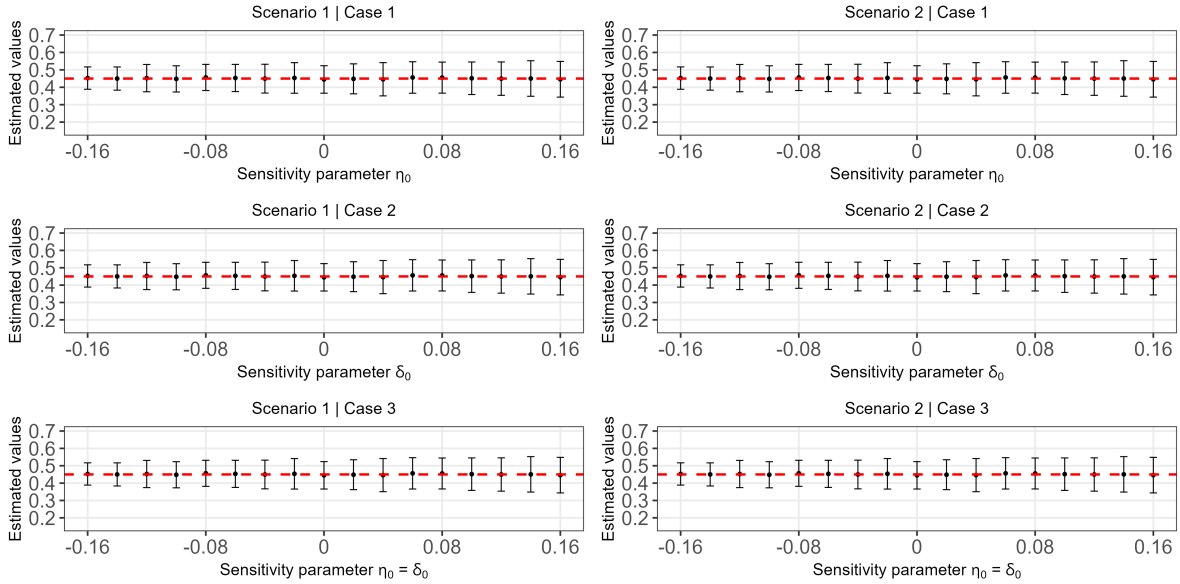 Scenario 1 | Case 1
Estimated values
0.7
0.6
0.5
0.4
0.3
0.2
-0.16 -0.08 0 0.08 0.16
Sensitivity parameter η₀
Scenario 2 | Case 1
Estimated values
0.7
0.6
0.5
0.4
0.3
0.2
-0.16 -0.08 0 0.08 0.16
Sensitivity parameter η₀
Scenario 1 | Case 2
Estimated values
0.7
0.6
0.5
0.4
0.3
0.2
-0.16 -0.08 0 0.08 0.16
Sensitivity parameter δ₀
Scenario 2 | Case 2
Estimated values
0.7
0.6
0.5
0.4
0.3
0.2
-0.16 -0.08 0 0.08 0.16
Sensitivity parameter δ₀
Scenario 1 | Case 3
Estimated values
0.7
0.6
0.5
0.4
0.3
0.2
-0.16 -0.08 0 0.08 0.16
Sensitivity parameter η₀ = δ₀
Scenario 2 | Case 3
Estimated values
0.7
0.6
0.5
0.4
0.3
0.2
-0.16 -0.08 0 0.08 0.16
Sensitivity parameter η₀ = δ₀